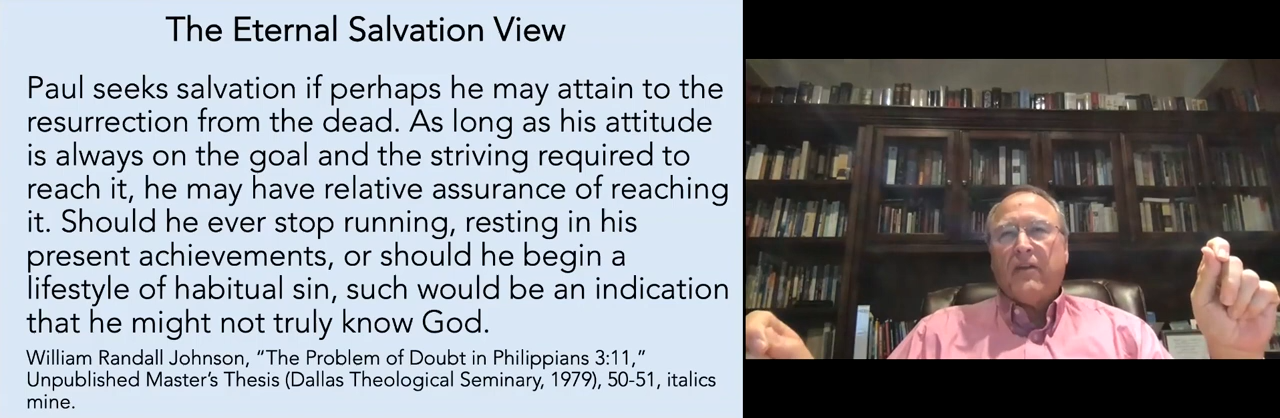 The Eternal Salvation View
Paul seeks salvation if perhaps he may attain to the
resurrection from the dead. As long as his attitude
is always on the goal and the striving required to
reach it, he may have relative assurance of reaching
it. Should he ever stop running, resting in his
present achievements, or should he begin a
lifestyle of habitual sin, such would be an indication
that he might not truly know God.
William Randall Johnson, “The Problem of Doubt in Philippians 3:11,”
Unpublished Master’s Thesis (Dallas Theological Seminary, 1979), 50-51, italics
mine.